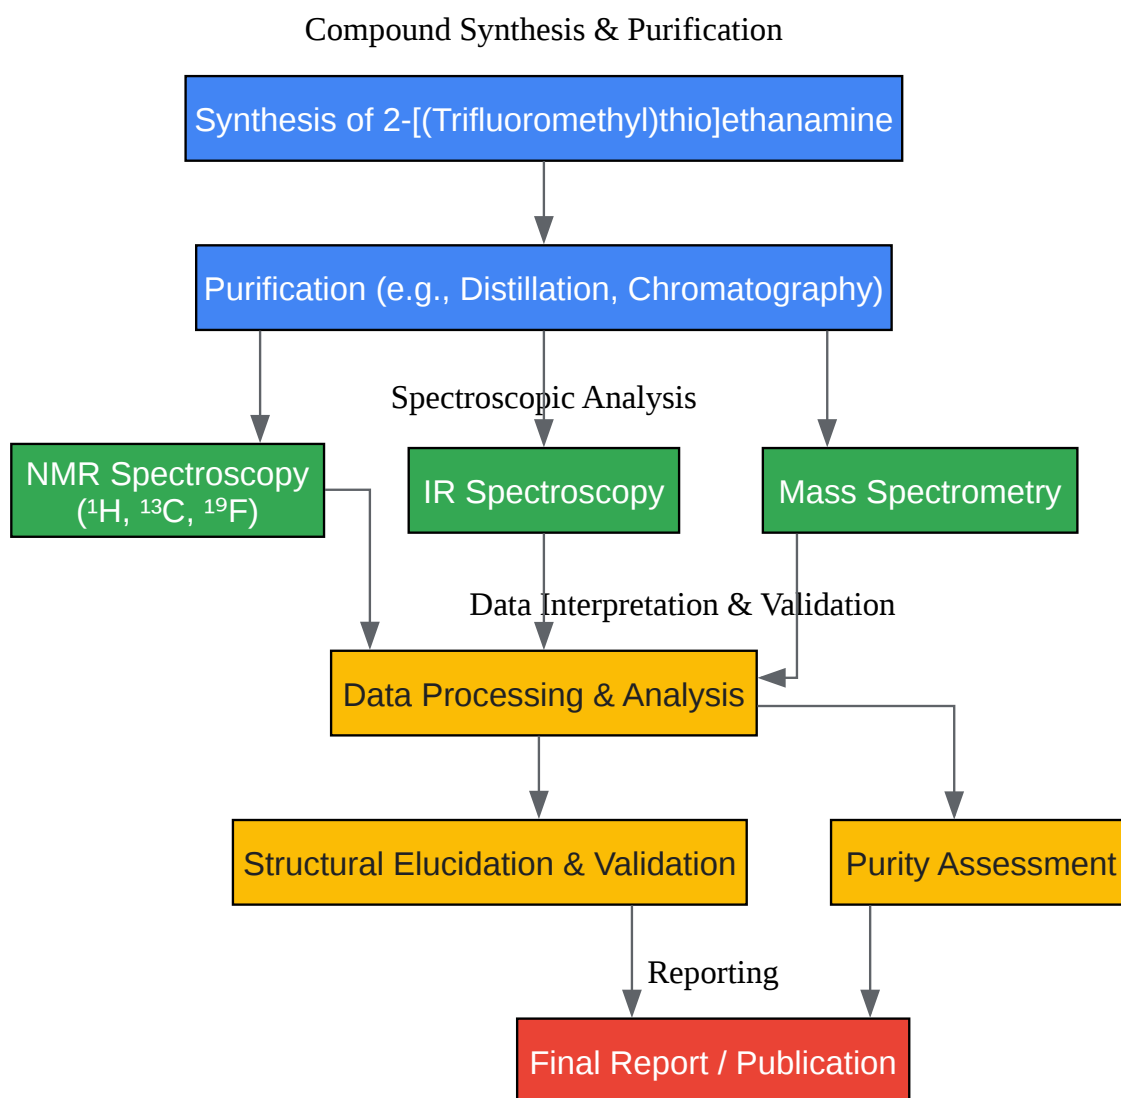 Compound Synthesis & Purification
Synthesis of 2-[(Trifluoromethyl)thio]ethanamine
Purification (e.g., Distillation, Chromatography)
Spectroscopic Analysis
NMR Spectroscopy
(¹H, ¹³C, ¹⁹F)
IR Spectroscopy
Mass Spectrometry
Data Interpretation & Validation
Data Processing & Analysis
Structural Elucidation & Validation
Purity Assessment
Reporting
Final Report / Publication